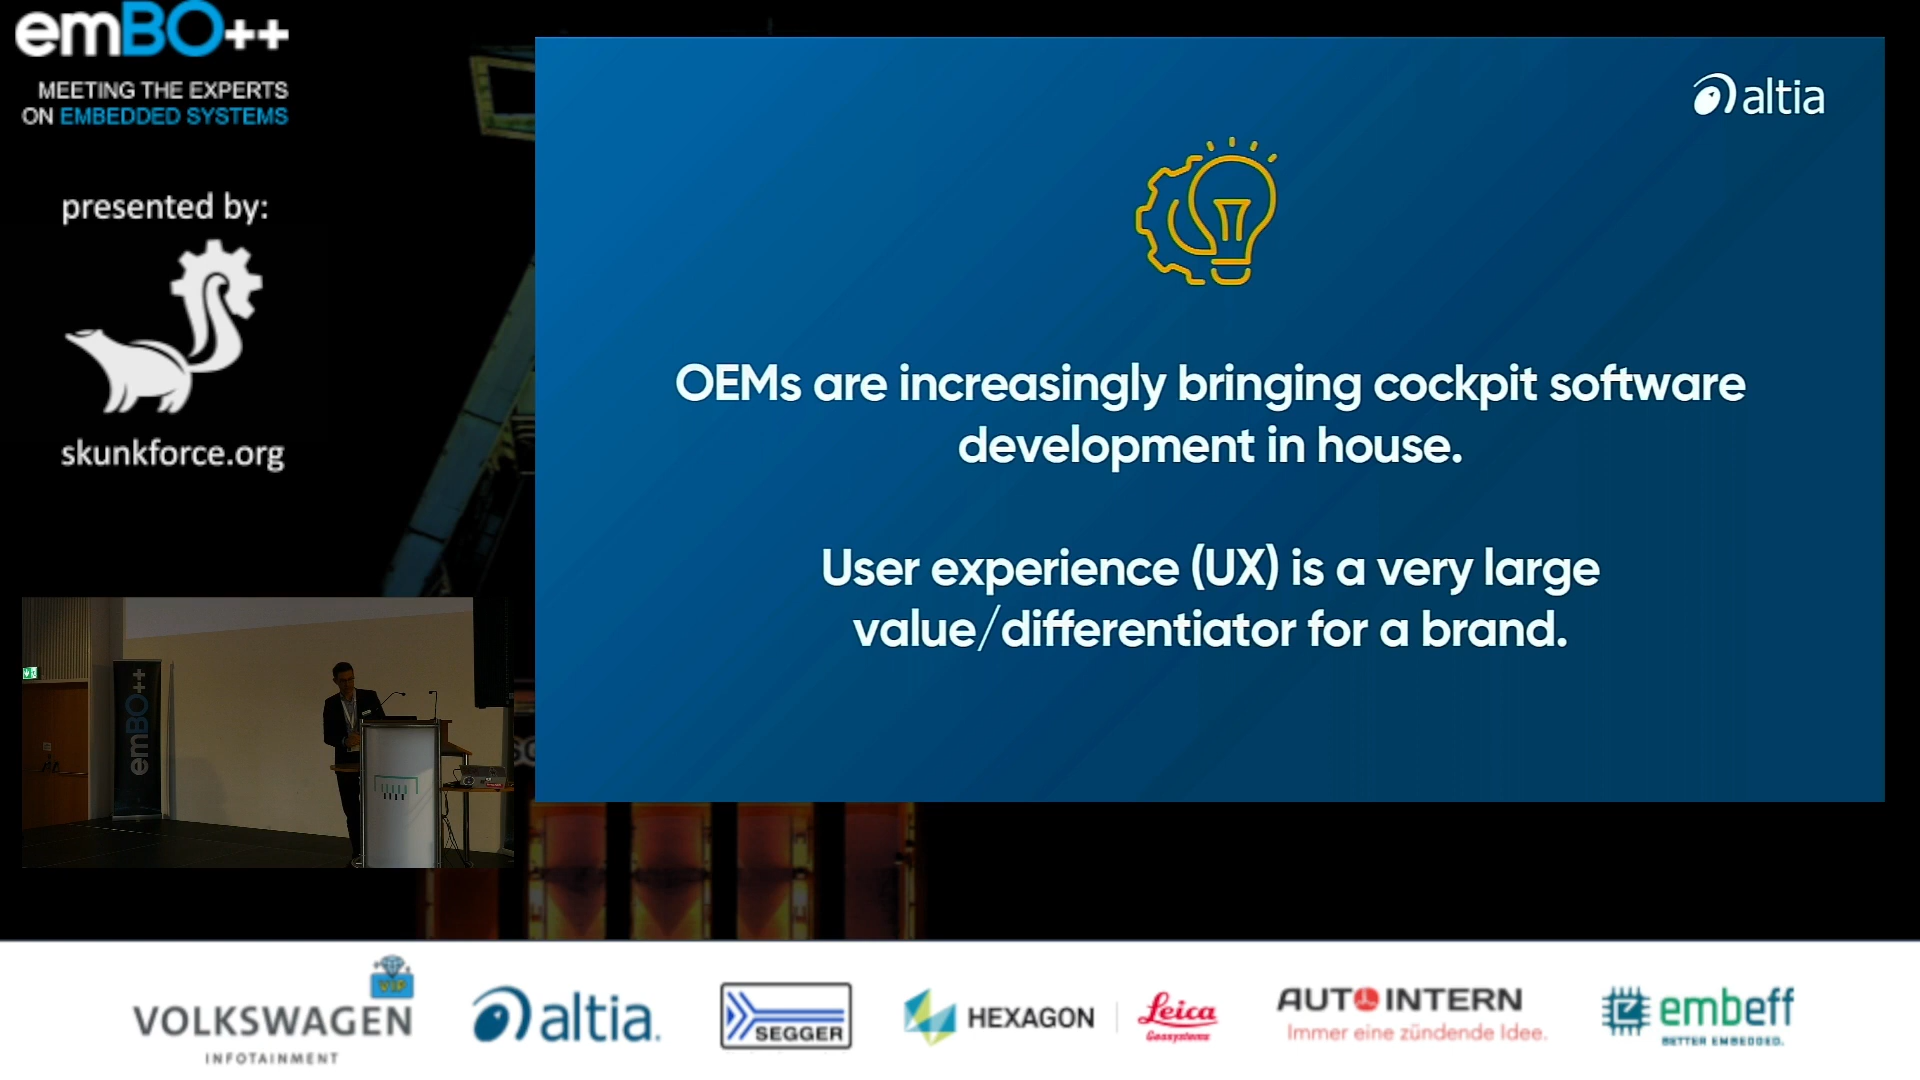 emBO++
MEETING THE EXPERTS
ON EMBEDDED SYSTEMS
presented by:
skunkforce.org
altia
OEMs are increasingly bringing cockpit software
development in house.
User experience (UX) is a very large
value/differentiator for a brand.
emBO++
VIP
VOLKSWAGEN
INFOTAINMENT
altia.
SEGGER
HEXAGON
Leica
Geosystems
AUTOINTERN
Immer eine zündende Idee.
embeff
BETTER EMBEDDED.